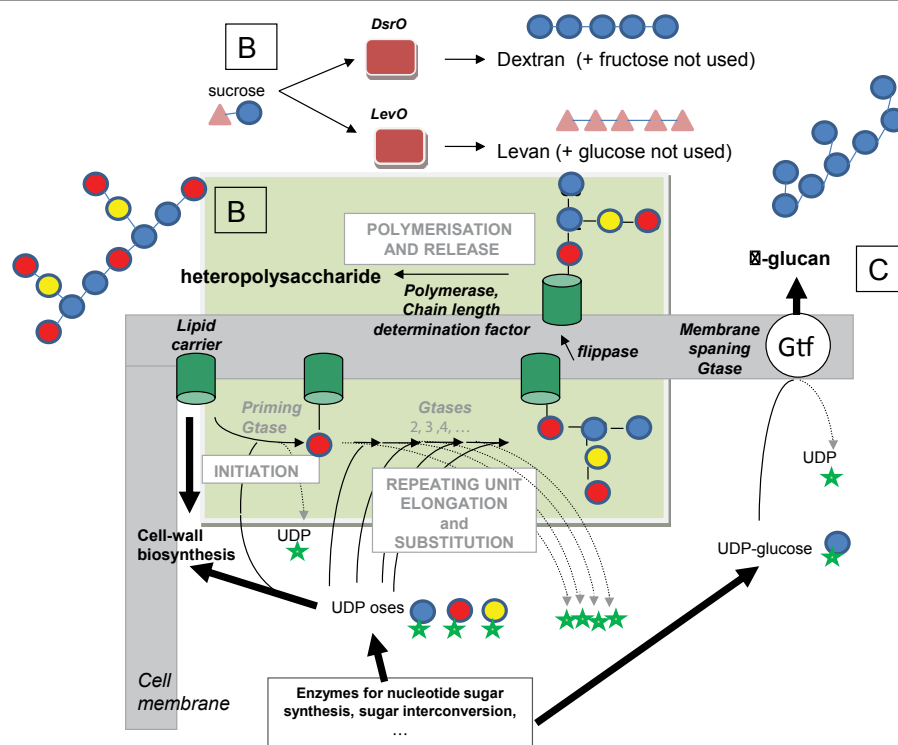 B
DsrO
Dextran (+ fructose not used)
sucrose
LevO
Levan (+ glucose not used)
B
POLYMERISATION
AND RELEASE
heteropolysaccharide
Polymerase,
Chain length
determination factor
-glucan
C
Lipid
carrier
flippase
Membrane
spaning
Gtase
Gtf
Priming
Gtase
Gtases
2, 3 ,4, …
INITIATION
REPEATING UNIT
ELONGATION
and
SUBSTITUTION
UDP
Cell-wall
biosynthesis
UDP
UDP-glucose
UDP oses
Cell
membrane
Enzymes for nucleotide sugar
synthesis, sugar interconversion,
…